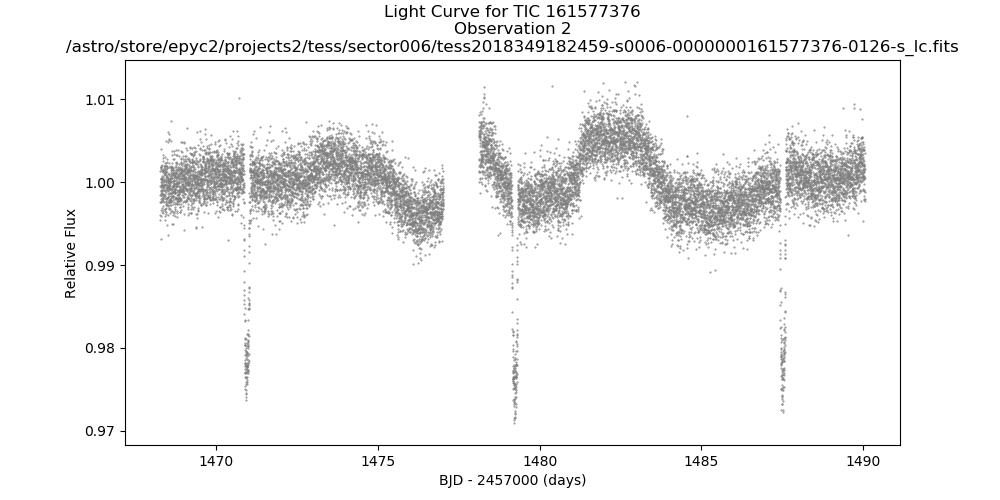 Light Curve for TIC 161577376
Observation 2
/astro/store/epyc2/projects2/tess/sector006/tess2018349182459-s0006-0000000161577376-0126-s_lc.fits
1.01
1.00
0.99
0.98
0.97
Relative Flux
1470 1475 1480 1485 1490
BJD - 2457000 (days)